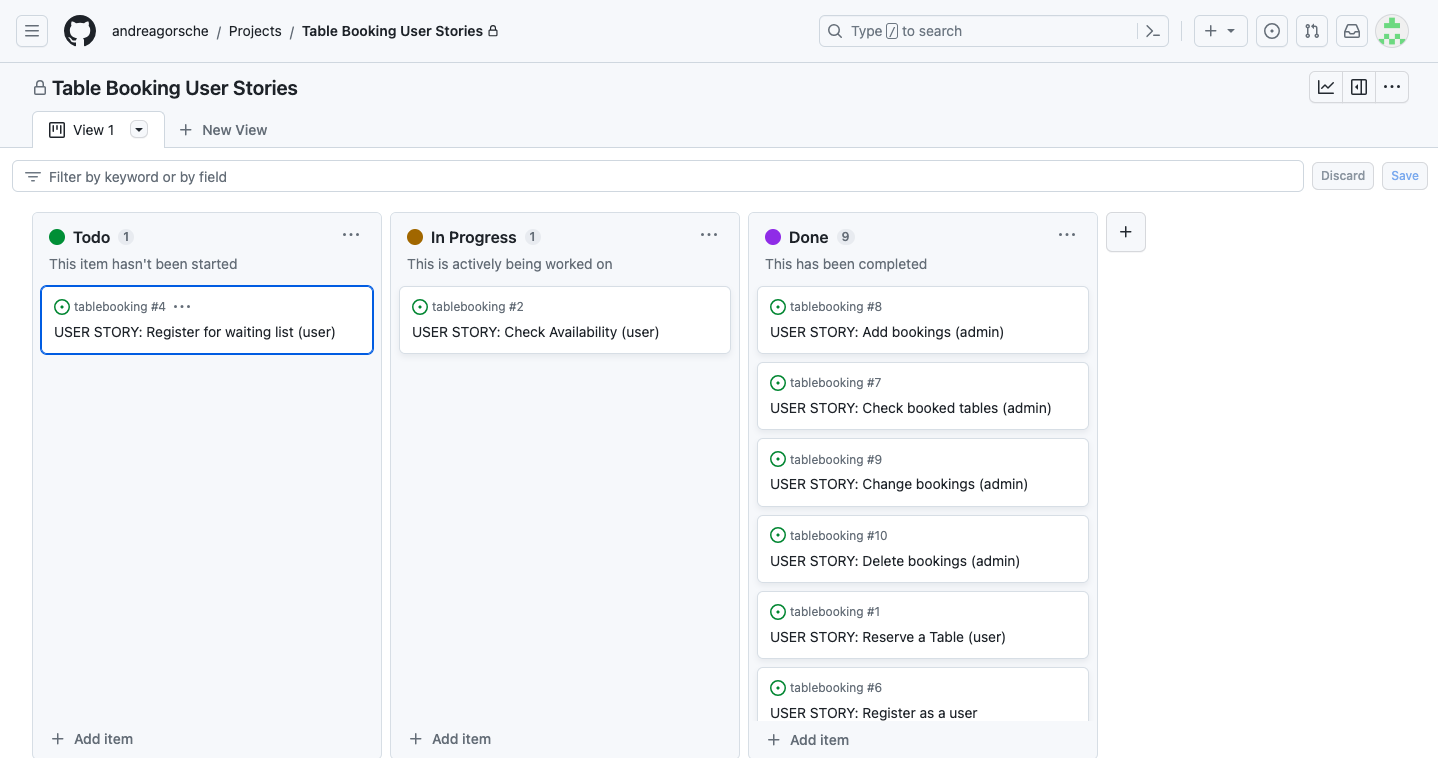 andreagorsche / Projects / Table Booking User Stories
Type / to search
Table Booking User Stories
View 1
New View
Filter by keyword or by field
Discard
Save
Todo 1
This item hasn't been started
tablebooking #4
USER STORY: Register for waiting list (user)
Add item
In Progress 1
This is actively being worked on
tablebooking #2
USER STORY: Check Availability (user)
Add item
Done 9
This has been completed
tablebooking #8
USER STORY: Add bookings (admin)
tablebooking #7
USER STORY: Check booked tables (admin)
tablebooking #9
USER STORY: Change bookings (admin)
tablebooking #10
USER STORY: Delete bookings (admin)
tablebooking #1
USER STORY: Reserve a Table (user)
tablebooking #6
USER STORY: Register as a user
Add item